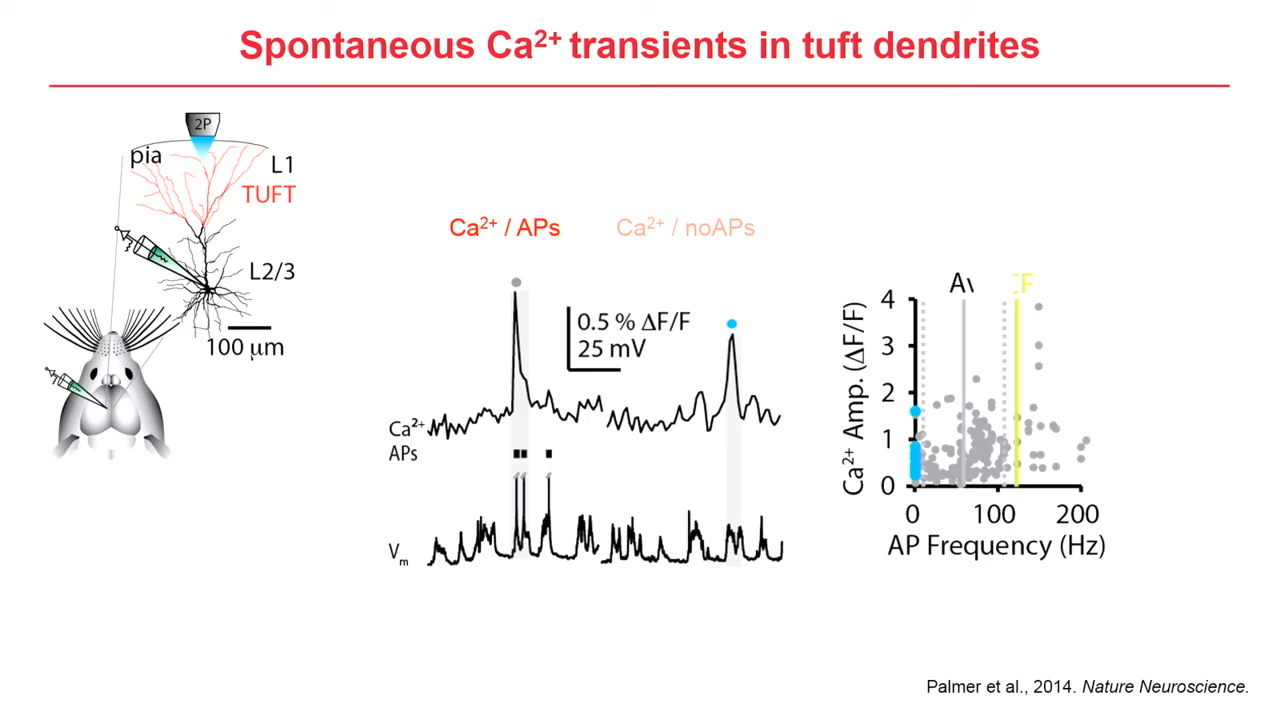 Spontaneous Ca²⁺ transients in tuft dendrites
2P
pia
L1
TUFT
L2/3
100 μm
Ca²⁺ / APs
Ca²⁺ / noAPs
0.5 % ΔF/F
25 mV
Ca²⁺
APs
Vm
Ca²⁺ Amp. (ΔF/F)
4
3
2
1
0
0 100 200
AP Frequency (Hz)
Palmer et al., 2014. Nature Neuroscience.